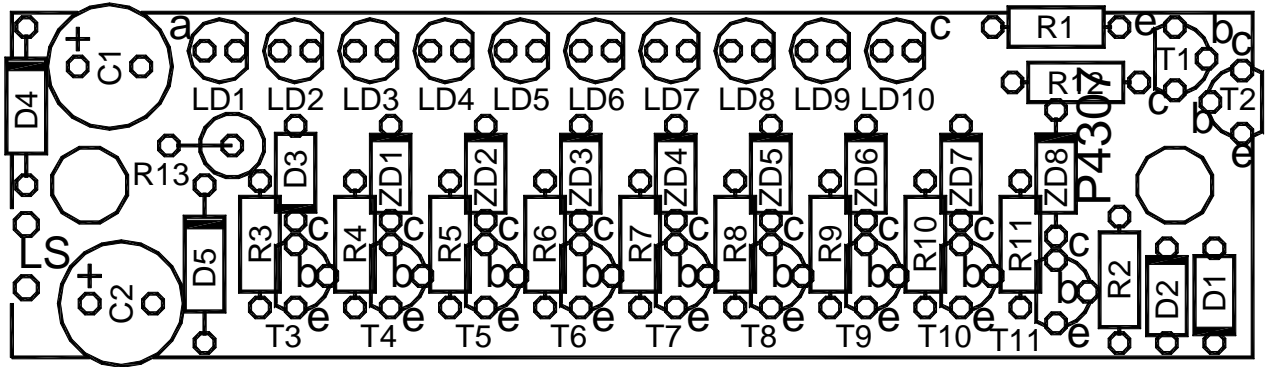 a c R1 e b
+ C1 T1 c
LD1 LD2 LD3 LD4 LD5 LD6 LD7 LD8 LD9 LD10 R12 c T2
D4 b
e
R13 D3 ZD1 ZD2 ZD3 ZD4 ZD5 ZD6 ZD7 ZD8 P4307
c c c c c c c c c
LS R3 R4 R5 R6 R7 R8 R9 R10 R11
+ C2 D5 b b b b b b b b b R2 D2 D1
e e e e e e e e e
T3 T4 T5 T6 T7 T8 T9 T10 T11